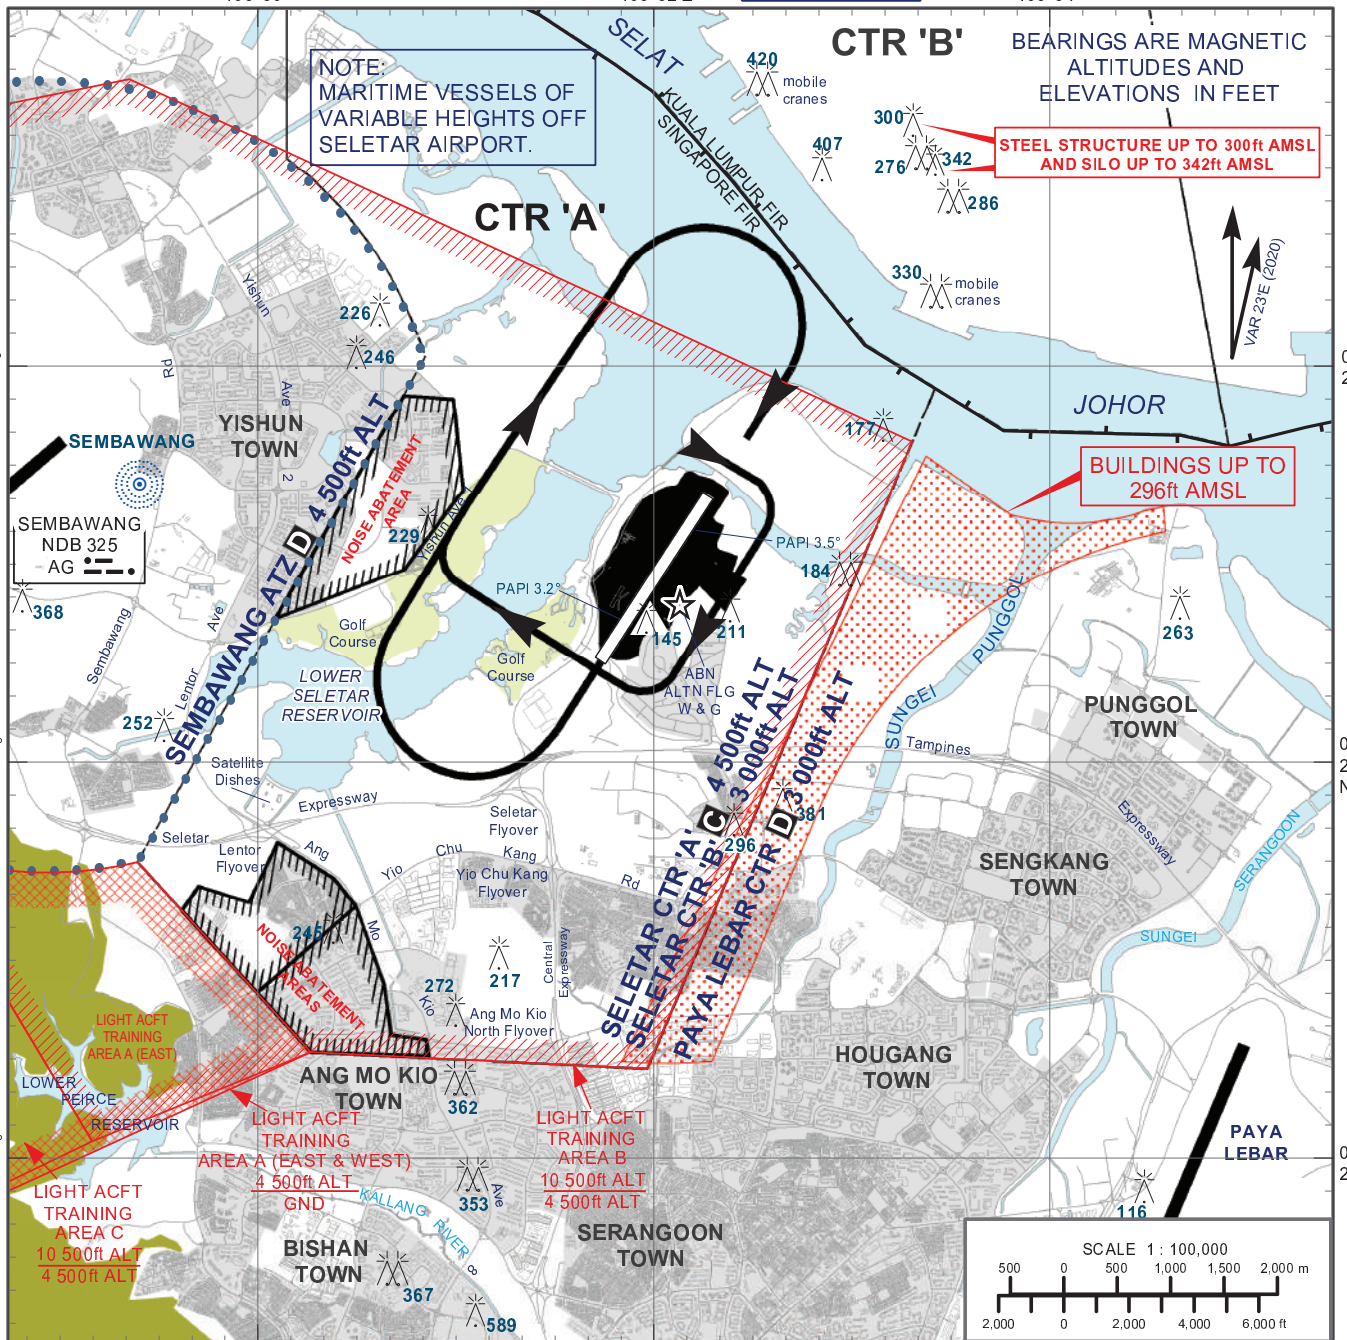 CTR 'B'
BEARINGS ARE MAGNETIC
ALTITUDES AND
ELEVATIONS IN FEET
NOTE:
MARITIME VESSELS OF
VARIABLE HEIGHTS OFF
SELETAR AIRPORT.
SELAT
KUALA LUMPUR FIR
SINGAPORE FIR
420
mobile
cranes
407
300
276
342
286
STEEL STRUCTURE UP TO 300ft AMSL
AND SILO UP TO 342ft AMSL
330
mobile
cranes
VAR 23'E (2020)
CTR 'A'
Yishun
226
246
Rd
Ave
2
YISHUN
TOWN
SEMBAWANG
SEMBAWANG
NDB 325
AG
368
SEMBAWANG ATZ D 4 500ft ALT
NOISE ABATEMENT
AREA
229
Yishun Ave 1
JOHOR
177
BUILDINGS UP TO
296ft AMSL
PAPI 3.5°
PAPI 3.2°
184
145
211
ABN
ALTN FLG
W & G
263
Golf
Course
Golf
Course
LOWER
SELETAR
RESERVOIR
Sembawang
Ave
Lentor
252
SUNGEI
PUNGGOL
PUNGGOL
TOWN
Tampines
Expressway
Satellite
Dishes
Expressway
Seletar
Lentor
Flyover
Seletar
Flyover
Ang
Mo
Kio
Yio
Chu
Kang
Rd
Yio Chu Kang
Flyover
SELETAR CTR 'A' 4 500ft ALT
SELETAR CTR 'B' C 3 000ft ALT
PAYA LEBAR CTR D 3 000ft ALT
381
296
SENGKANG
TOWN
SERANGOON
SUNGEI
245
NOISE ABATEMENT
AREAS
217
272
Central
Expressway
Ang Mo Kio
North Flyover
LIGHT ACFT
TRAINING
AREA A (EAST)
LOWER
PEIRCE
RESERVOIR
HOUGANG
TOWN
ANG MO KIO
TOWN
362
LIGHT ACFT
TRAINING
AREA A (EAST & WEST)
4 500ft ALT
GND
LIGHT ACFT
TRAINING
AREA B
10 500ft ALT
4 500ft ALT
LIGHT ACFT
TRAINING
AREA C
10 500ft ALT
4 500ft ALT
353
Ave
8
KALLANG RIVER
BISHAN
TOWN
367
589
SERANGOON
TOWN
PAYA
LEBAR
116
SCALE 1 : 100,000
500 0 500 1,000 1,500 2,000 m
2,000 0 2,000 4,000 6,000 ft